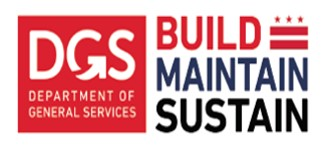 DGS
DEPARTMENT OF
GENERAL SERVICES
BUILD
MAINTAIN
SUSTAIN